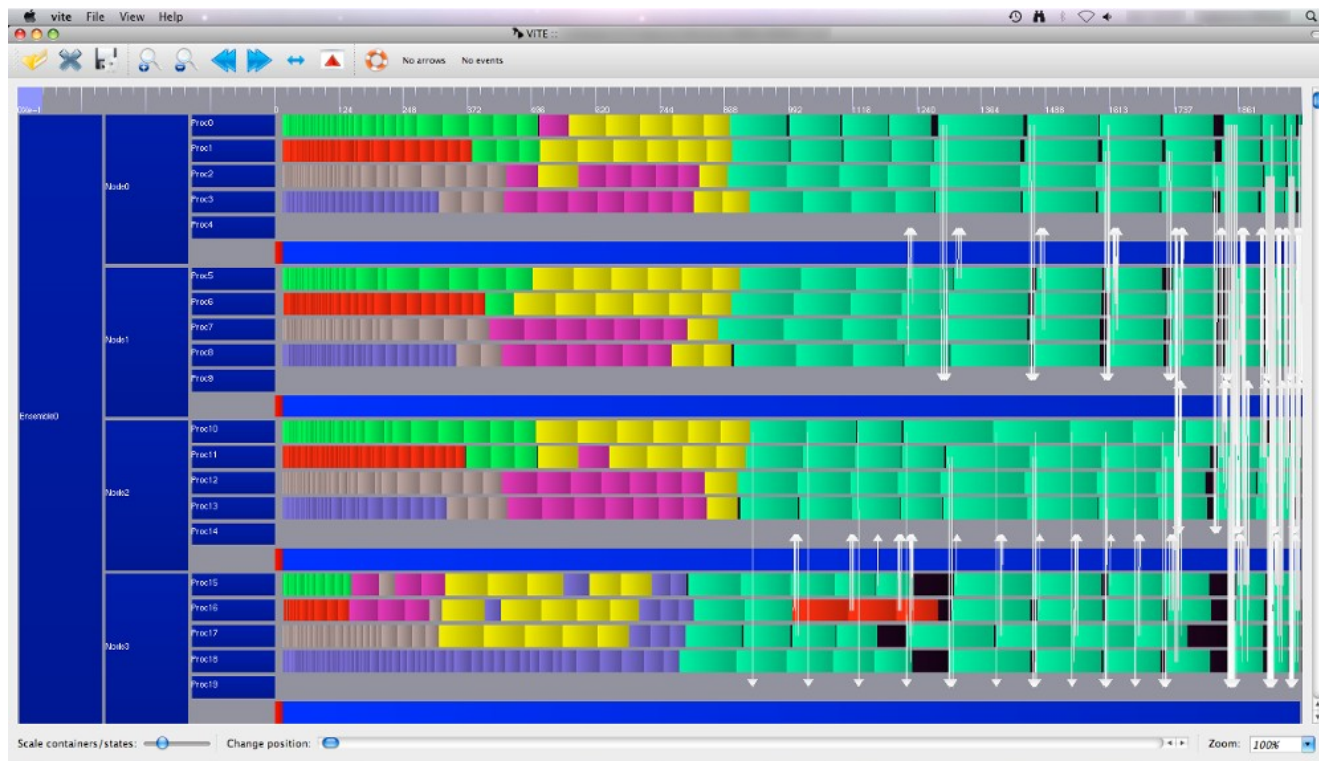 vite File View Help
VITE ::
No arrows No events
0 124 248 372 496 620 744 868 992 1116 1240 1364 1488 1613 1737 1861
Proc0
Proc1
Proc2
Node0
Proc3
Proc4
Proc5
Proc6
Proc7
Node1
Proc8
Proc9
Ensemble0
Proc10
Proc11
Proc12
Node2
Proc13
Proc14
Proc15
Proc16
Proc17
Node3
Proc18
Proc19
Scale containers/states: Change position: Zoom: 100%